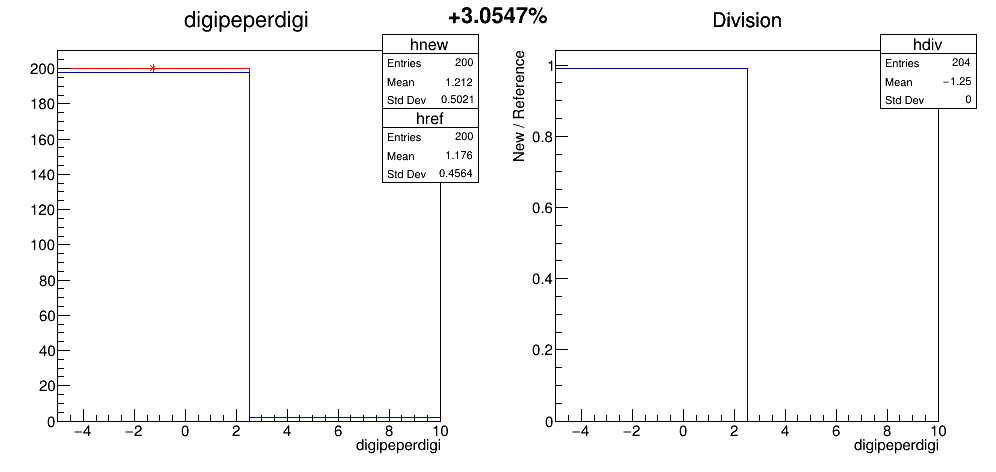 +3.0547%
digipeperdigi
hnew
Entries 200
Mean 1.212
Std Dev 0.5021
href
Entries 200
Mean 1.176
Std Dev 0.4564
200
180
160
140
120
100
80
60
40
20
0
−4 −2 0 2 4 6 8 10
digipeperdigi
Division
hdiv
Entries 204
Mean −1.25
Std Dev 0
New / Reference
1
0.8
0.6
0.4
0.2
0
−4 −2 0 2 4 6 8 10
digipeperdigi